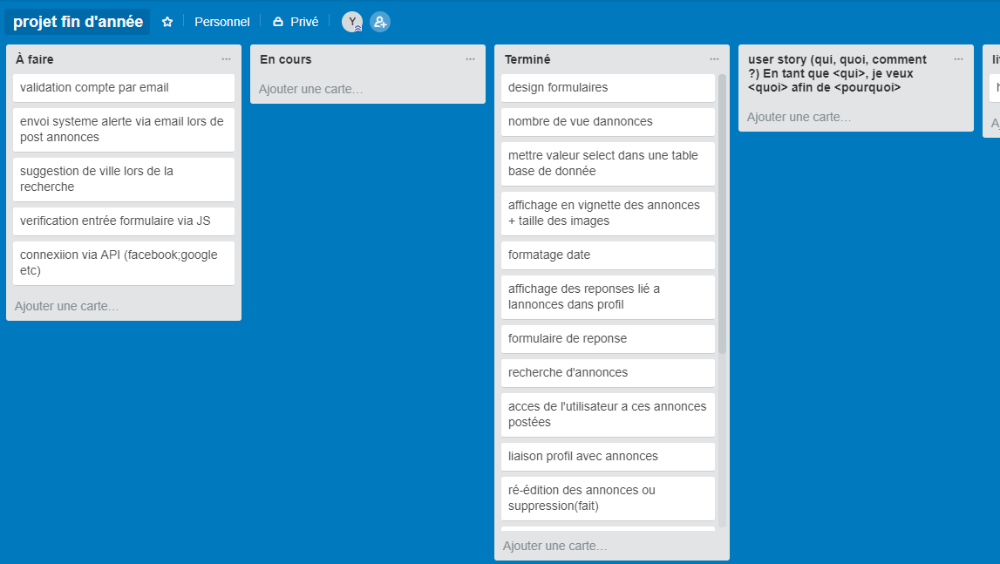 projet fin d'année
Personnel
Privé
Y
À faire
validation compte par email
envoi systeme alerte via email lors de
post annonces
suggestion de ville lors de la
recherche
verification entrée formulaire via JS
connexiion via API (facebook;google
etc)
Ajouter une carte…
En cours
Ajouter une carte…
Terminé
design formulaires
nombre de vue dannonces
mettre valeur select dans une table
base de donnée
affichage en vignette des annonces
+ taille des images
formatage date
affichage des reponses lié a
lannonces dans profil
formulaire de reponse
recherche d'annonces
acces de l'utilisateur a ces annonces
postées
liaison profil avec annonces
ré-édition des annonces ou
suppression(fait)
Ajouter une carte…
user story (qui, quoi, comment
?) En tant que <qui>, je veux
<quoi> afin de <pourquoi>
Ajouter une carte…